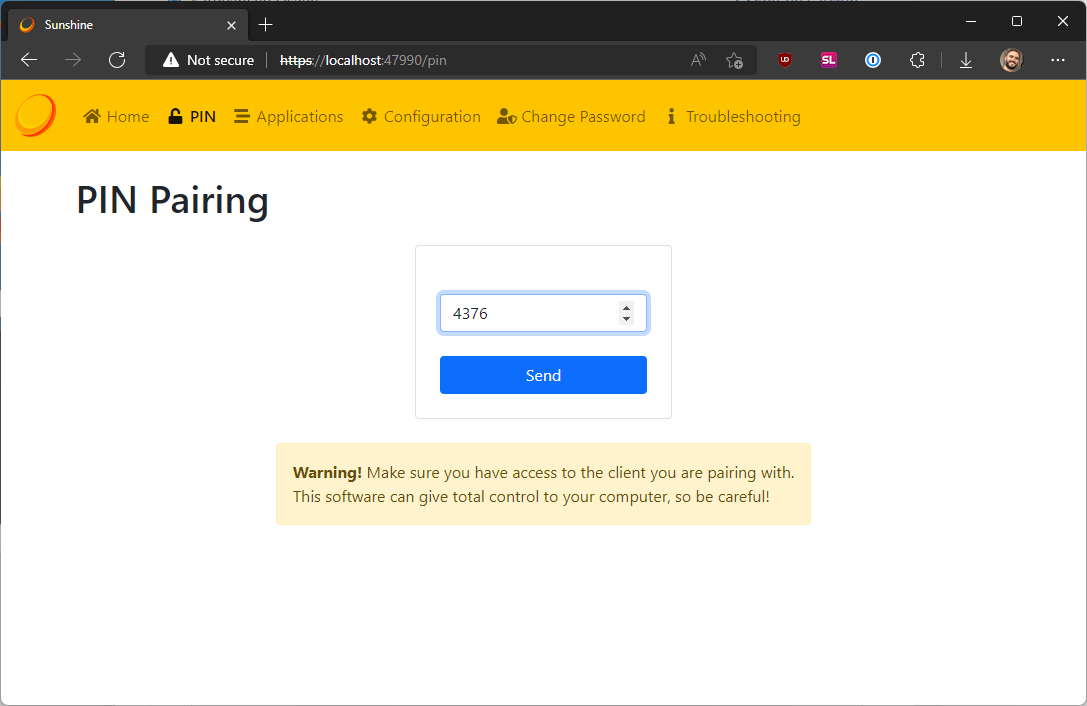 Sunshine
Not secure https://localhost:47990/pin
UD
SL
Home PIN Applications Configuration Change Password Troubleshooting
PIN Pairing
4376
Send
Warning! Make sure you have access to the client you are pairing with.
This software can give total control to your computer, so be careful!